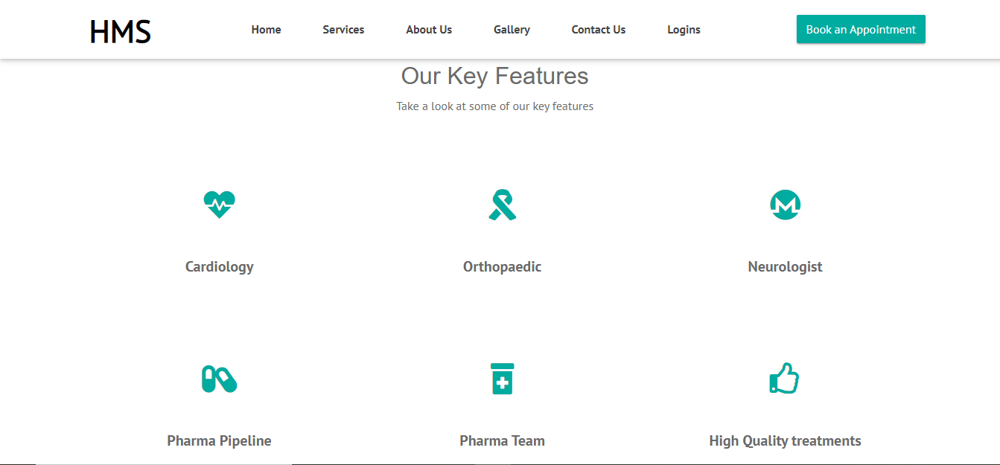 HMS Home Services About Us Gallery Contact Us Logins Book an Appointment
Our Key Features
Take a look at some of our key features
Cardiology Orthopaedic Neurologist
Pharma Pipeline Pharma Team High Quality treatments